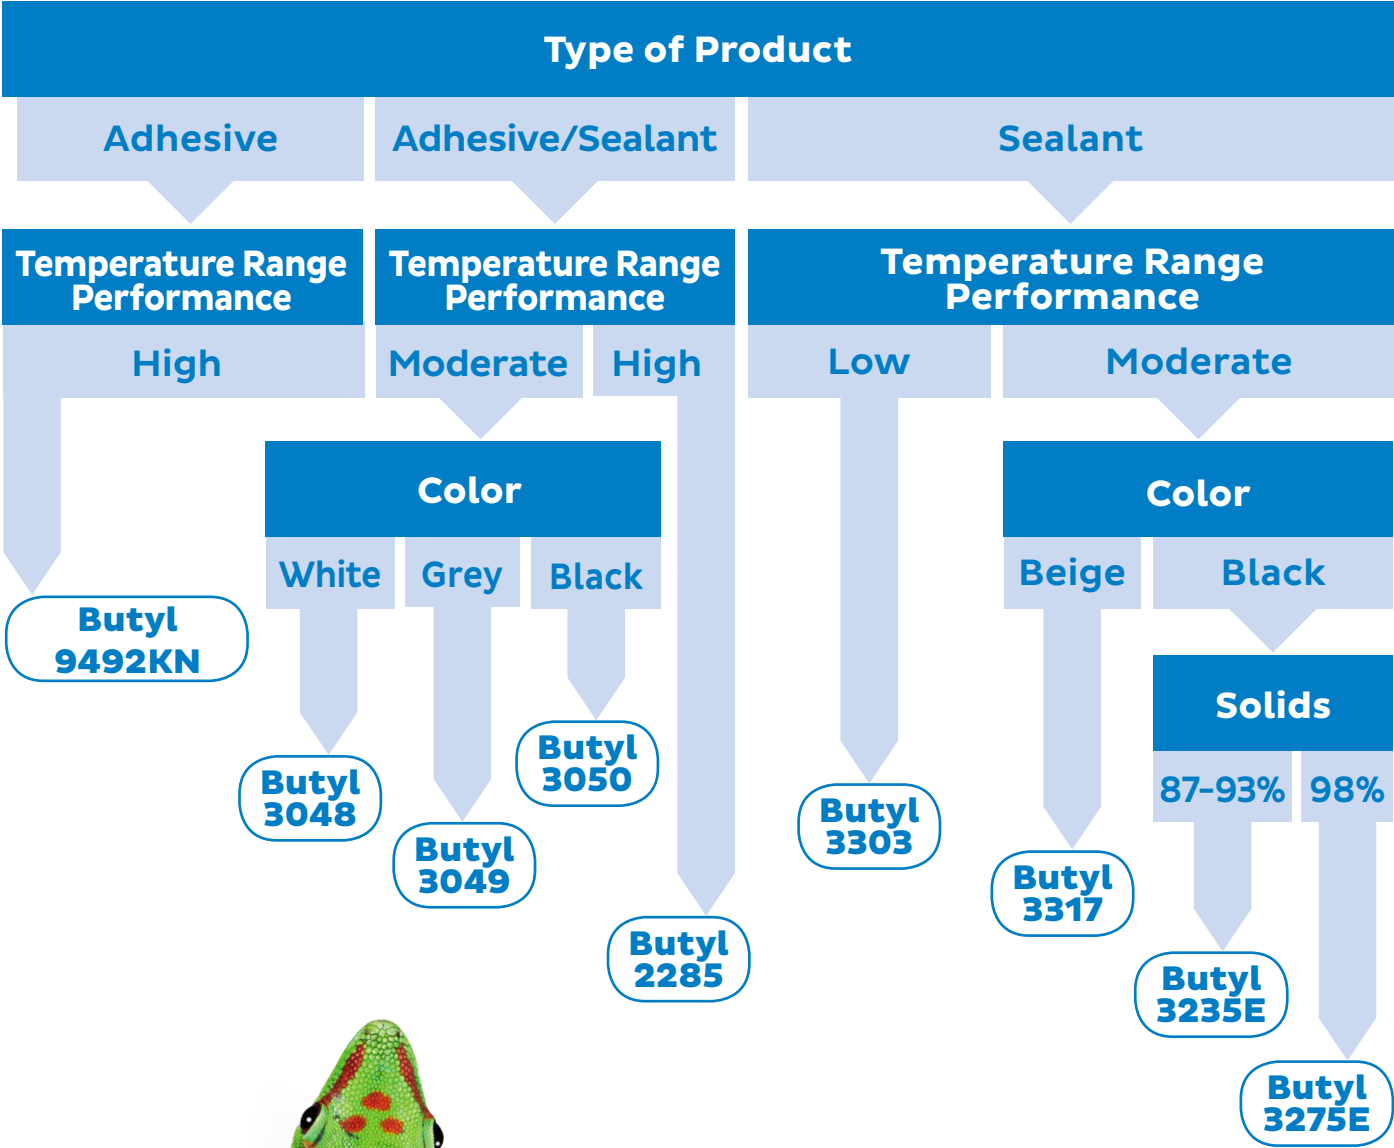 Type of Product
Adhesive
Adhesive/Sealant
Sealant
Temperature Range
Performance
Temperature Range
Performance
Temperature Range
Performance
High
Moderate
High
Low
Moderate
Color
Color
White
Grey
Black
Beige
Black
Butyl
9492KN
Solids
87-93%
98%
Butyl
3048
Butyl
3049
Butyl
3050
Butyl
2285
Butyl
3303
Butyl
3317
Butyl
3235E
Butyl
3275E